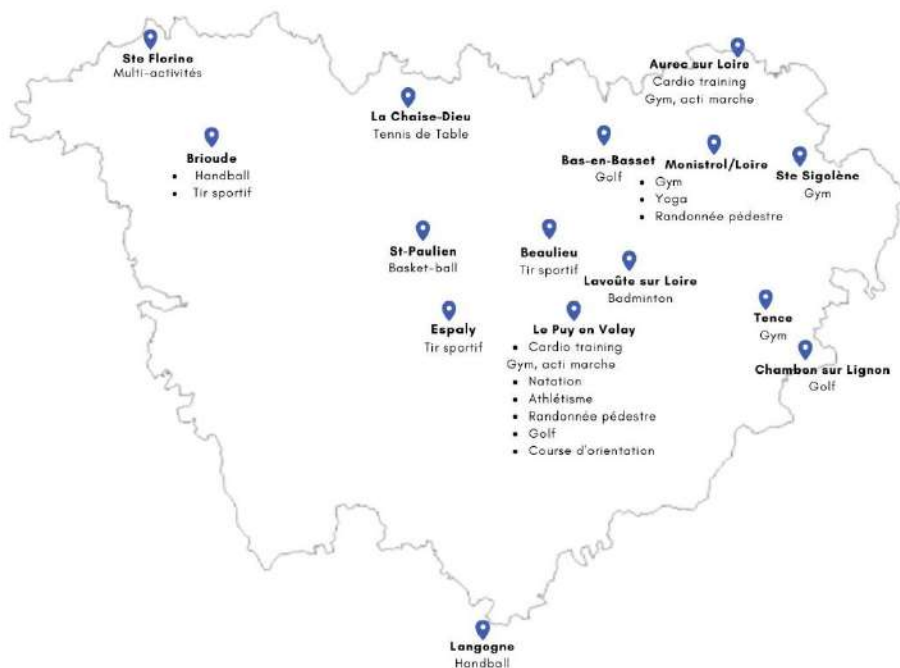 Ste Florine
Multi-activités
Aurec sur Loire
Cardio training
Gym, acti marche
La Chaise-Dieu
Tennis de Table
Brioude
▪ Handball
▪ Tir sportif
Bas-en-Basset
Golf
Monistrol/Loire
▪ Gym
▪ Yoga
▪ Randonnée pédestre
Ste Sigolène
Gym
St-Paulien
Basket-ball
Beaulieu
Tir sportif
Lavoûte sur Loire
Badminton
Espaly
Tir sportif
Le Puy en Velay
▪ Cardio training
Gym, acti marche
▪ Natation
▪ Athlétisme
▪ Randonnée pédestre
▪ Golf
▪ Course d'orientation
Tence
Gym
Chambon sur Lignon
Golf
Langogne
Handball